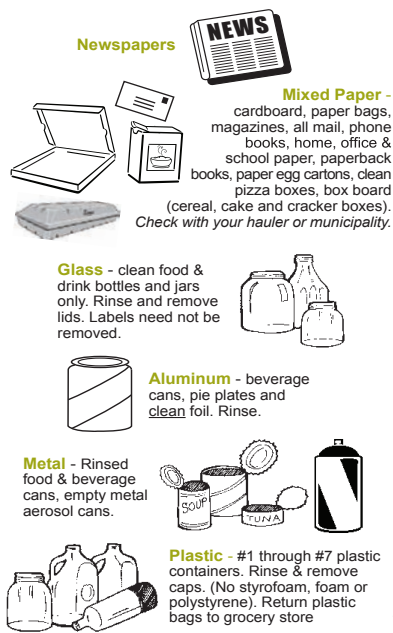 NEWS
Newspapers
Mixed Paper -
cardboard, paper bags,
magazines, all mail, phone
books, home, office &
school paper, paperback
books, paper egg cartons, clean
pizza boxes, box board
(cereal, cake and cracker boxes).
Check with your hauler or municipality.
Glass - clean food &
drink bottles and jars
only. Rinse and remove
lids. Labels need not be
removed.
Aluminum - beverage
cans, pie plates and
clean foil. Rinse.
Metal - Rinsed
food & beverage
cans, empty metal
aerosol cans.
SOUP
TUNA
Plastic - #1 through #7 plastic
containers. Rinse & remove
caps. (No styrofoam, foam or
polystyrene). Return plastic
bags to grocery store